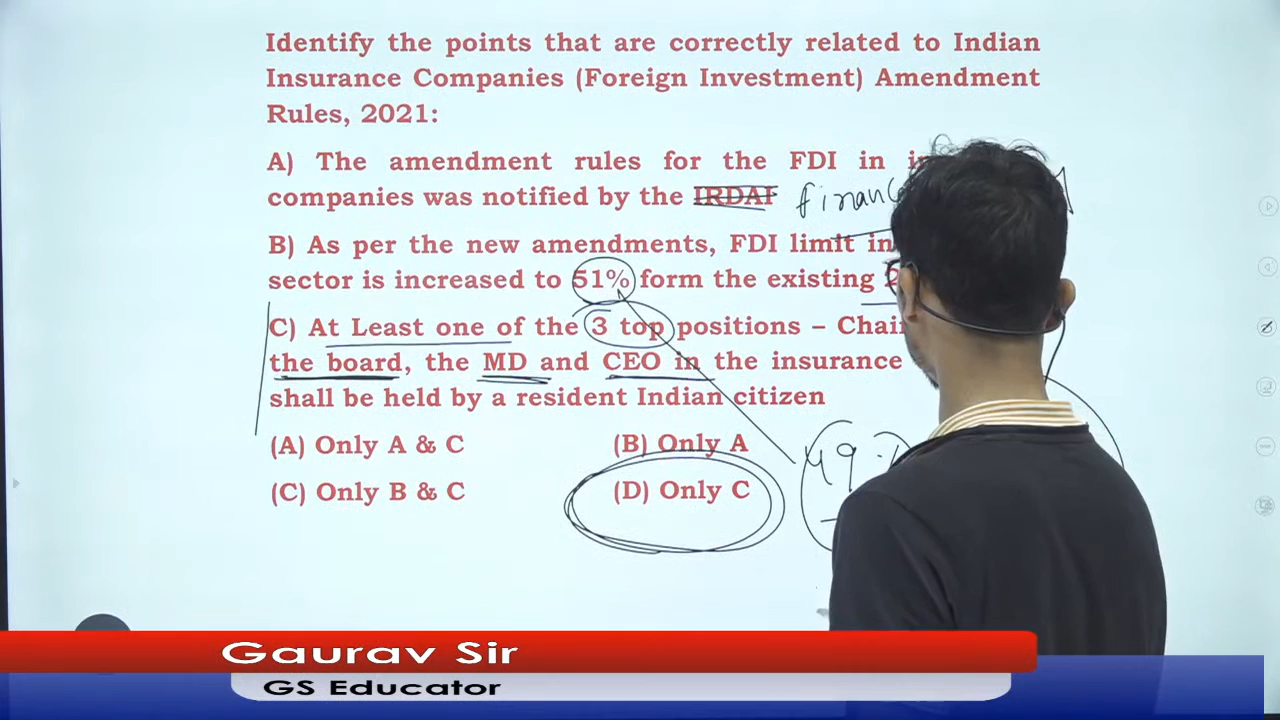 Identify the points that are correctly related to Indian
Insurance Companies (Foreign Investment) Amendment
Rules, 2021:
A) The amendment rules for the FDI in
companies was notified by the IRDAI
B) As per the new amendments, FDI limit in
sector is increased to 51% form the existing
C) At Least one of the 3 top positions –
the board, the MD and CEO in the insurance
shall be held by a resident Indian citizen
(A) Only A & C (B) Only A
(C) Only B & C (D) Only C
49
Gaurav Sir
GS Educator